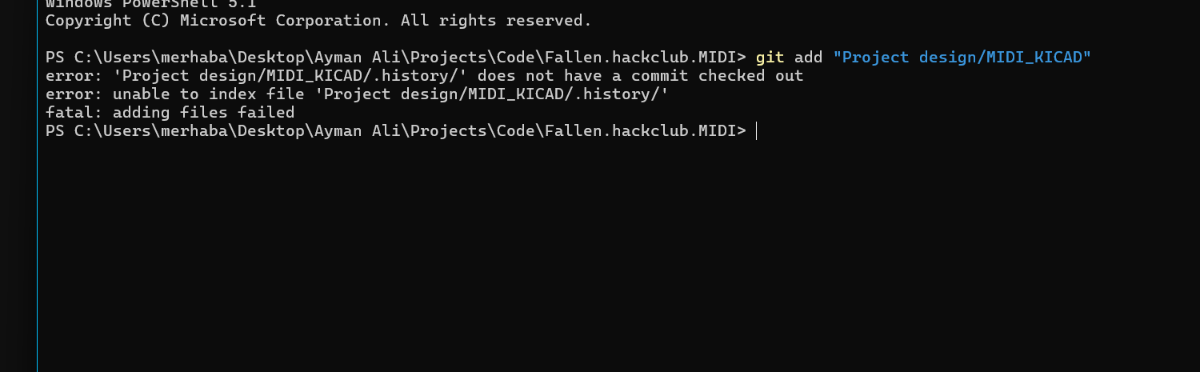 Windows PowerShell 5.1
Copyright (C) Microsoft Corporation. All rights reserved.
PS C:\Users\merhaba\Desktop\Ayman Ali\Projects\Code\Fallen.hackclub.MIDI> git add "Project design/MIDI_KICAD"
error: 'Project design/MIDI_KICAD/.history/' does not have a commit checked out
error: unable to index file 'Project design/MIDI_KICAD/.history/'
fatal: adding files failed
PS C:\Users\merhaba\Desktop\Ayman Ali\Projects\Code\Fallen.hackclub.MIDI>